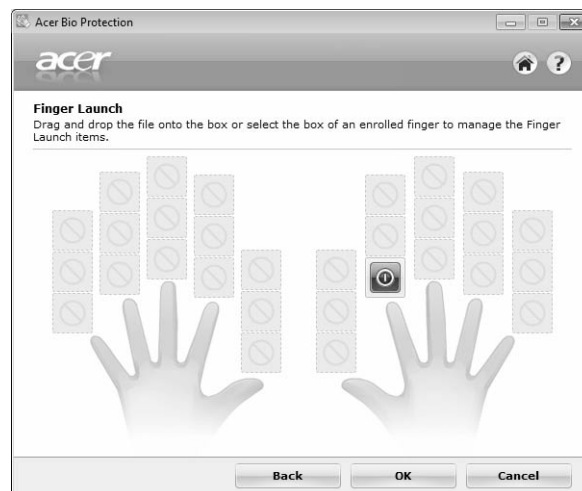 Acer Bio Protection
acer
?
Finger Launch
Drag and drop the file onto the box or select the box of an enrolled finger to manage the Finger
Launch items.
Back OK Cancel